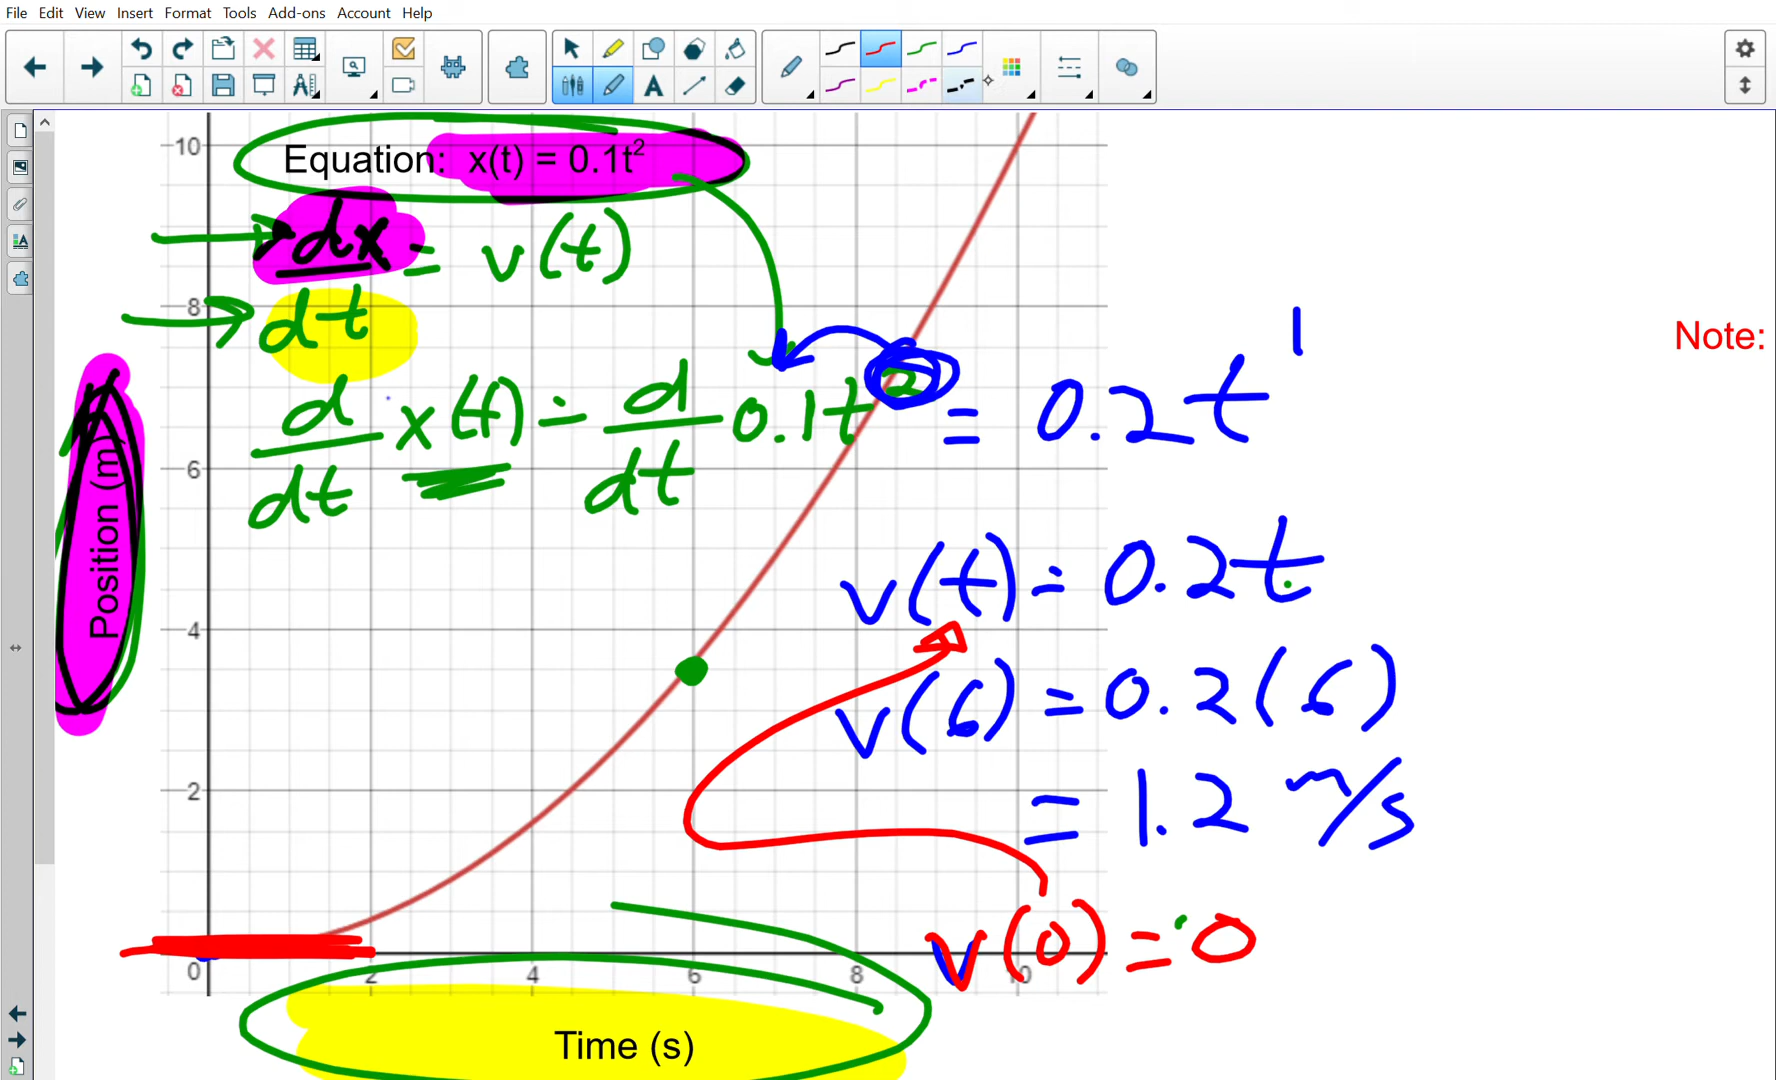 File Edit View Insert Format Tools Add-ons Account Help
10
Equation: x(t) = 0.1t²
dx/dt = v(t)
8
Note:
d/dt x(t) = d/dt 0.1t² = 0.2t¹
Position (m)
6
v(t) = 0.2t
4
v(6) = 0.2(6)
2
= 1.2 m/s
v(0) = 0
0 2 4 6 8 10
Time (s)